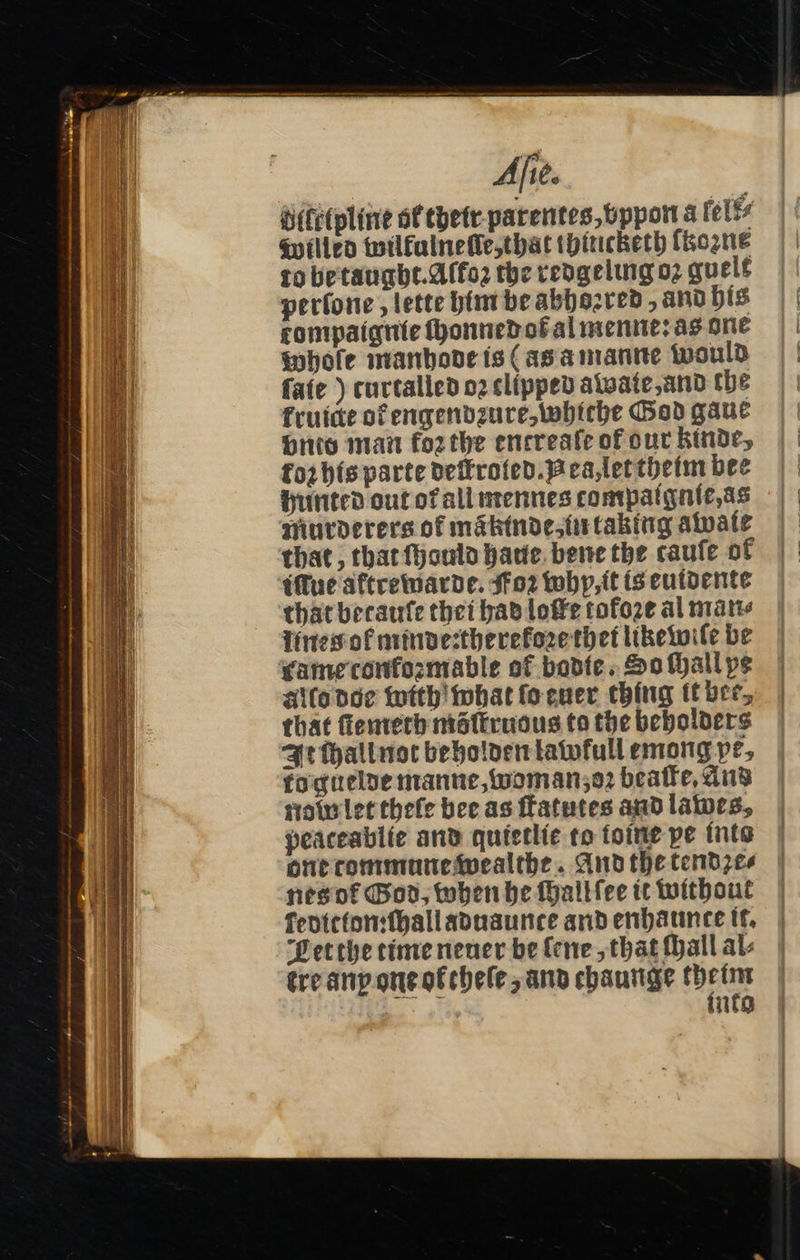 Asie.
discipline of their parentes, vppon a self
willed wilfulnesse, that thincketh skorne
to be taught. As for the redgeling or guelt
persone, lette him be abhorred, and his
compaignie shonned of al menne: as one
whose manhode is (as a manne would
saie) curtailed or clipped awaie, and the
fruicte of engendrure, whiche God gaue
vnto man for the encrease of our kinde,
for his parte destroied. Yea, let theim bee
hunted out of all mennes compaignie, as
murderers of mākinde, in taking awaie
that, that should haue bene the cause of
issue aftrewarde. For why, it is euidente
that because thei had loste tofore al man-
lines of minde: therefore thei likewise be
came conformable of bodie. So shall ye
also doe with what so euer thing it bee,
that siemeth mōstruous to the beholders
It shall not beholden lawfull emong ye,
to guelde manne, woman, or beaste. And
now let these bee as statutes and lawes,
peaceablie and quietlie to ioine ye into
one commune wealthe. And the tendre-
nes of God, when he shall see it without
sedicion: shall aduaunce and enhaunce it.
Let the time neuer be sene, that shall al-
tre any one of these, and chaunge theim
into